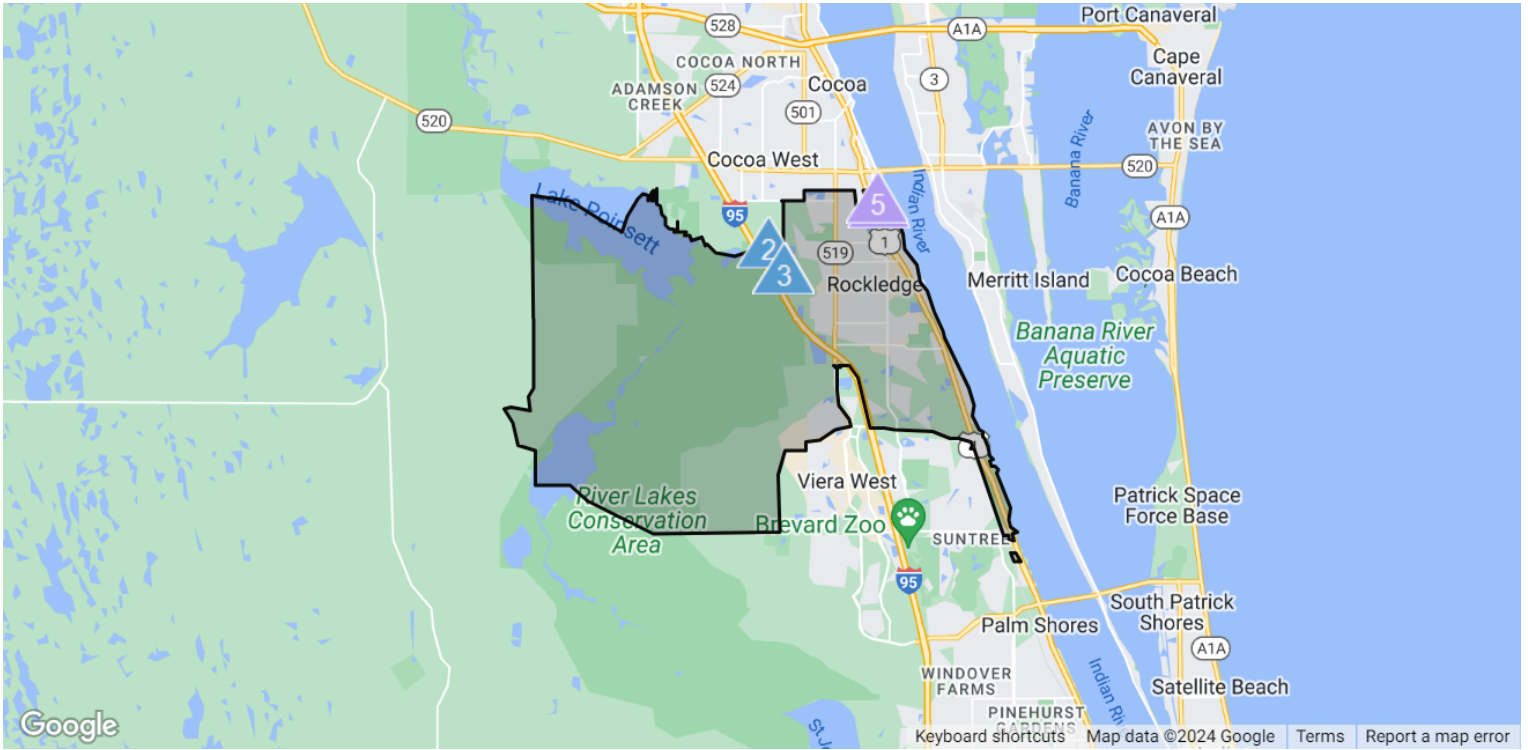 Port Canaveral
528
A1A
COCOA NORTH
Cape
Canaveral
ADAMSON
CREEK
524
Cocoa
3
501
520
AVON BY
THE SEA
Banana River
Cocoa West
520
Lake Poinsett
95
5
Indian River
A1A
2
519
1
3
Rockledge
Merritt Island
Cocoa Beach
Banana River
Aquatic
Preserve
Viera West
River Lakes
Conservation
Area
Patrick Space
Force Base
Brevard Zoo
SUNTREE
95
South Patrick
Shores
Palm Shores
A1A
WINDOVER
FARMS
Indian
Satellite Beach
PINEHURST
GARDENS
Google
Keyboard shortcuts
Map data ©2024 Google
Terms
Report a map error